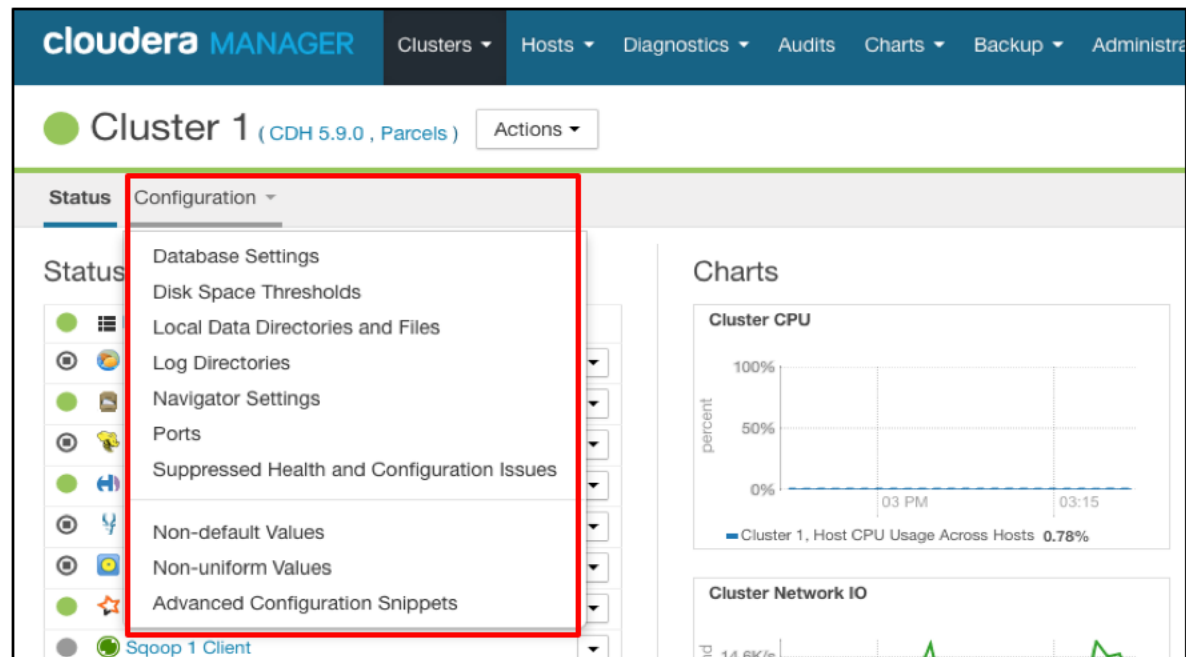 cloudera MANAGER Clusters Hosts Diagnostics Audits Charts Backup Administra
Cluster 1 ( CDH 5.9.0 , Parcels ) Actions
Status Configuration
Database Settings
Disk Space Thresholds
Local Data Directories and Files
Log Directories
Navigator Settings
Ports
Suppressed Health and Configuration Issues
Non-default Values
Non-uniform Values
Advanced Configuration Snippets
Status
Sqoop 1 Client
Charts
Cluster CPU
100%
percent
50%
0%
03 PM 03:15
Cluster 1, Host CPU Usage Across Hosts 0.78%
Cluster Network IO
14.6K/s